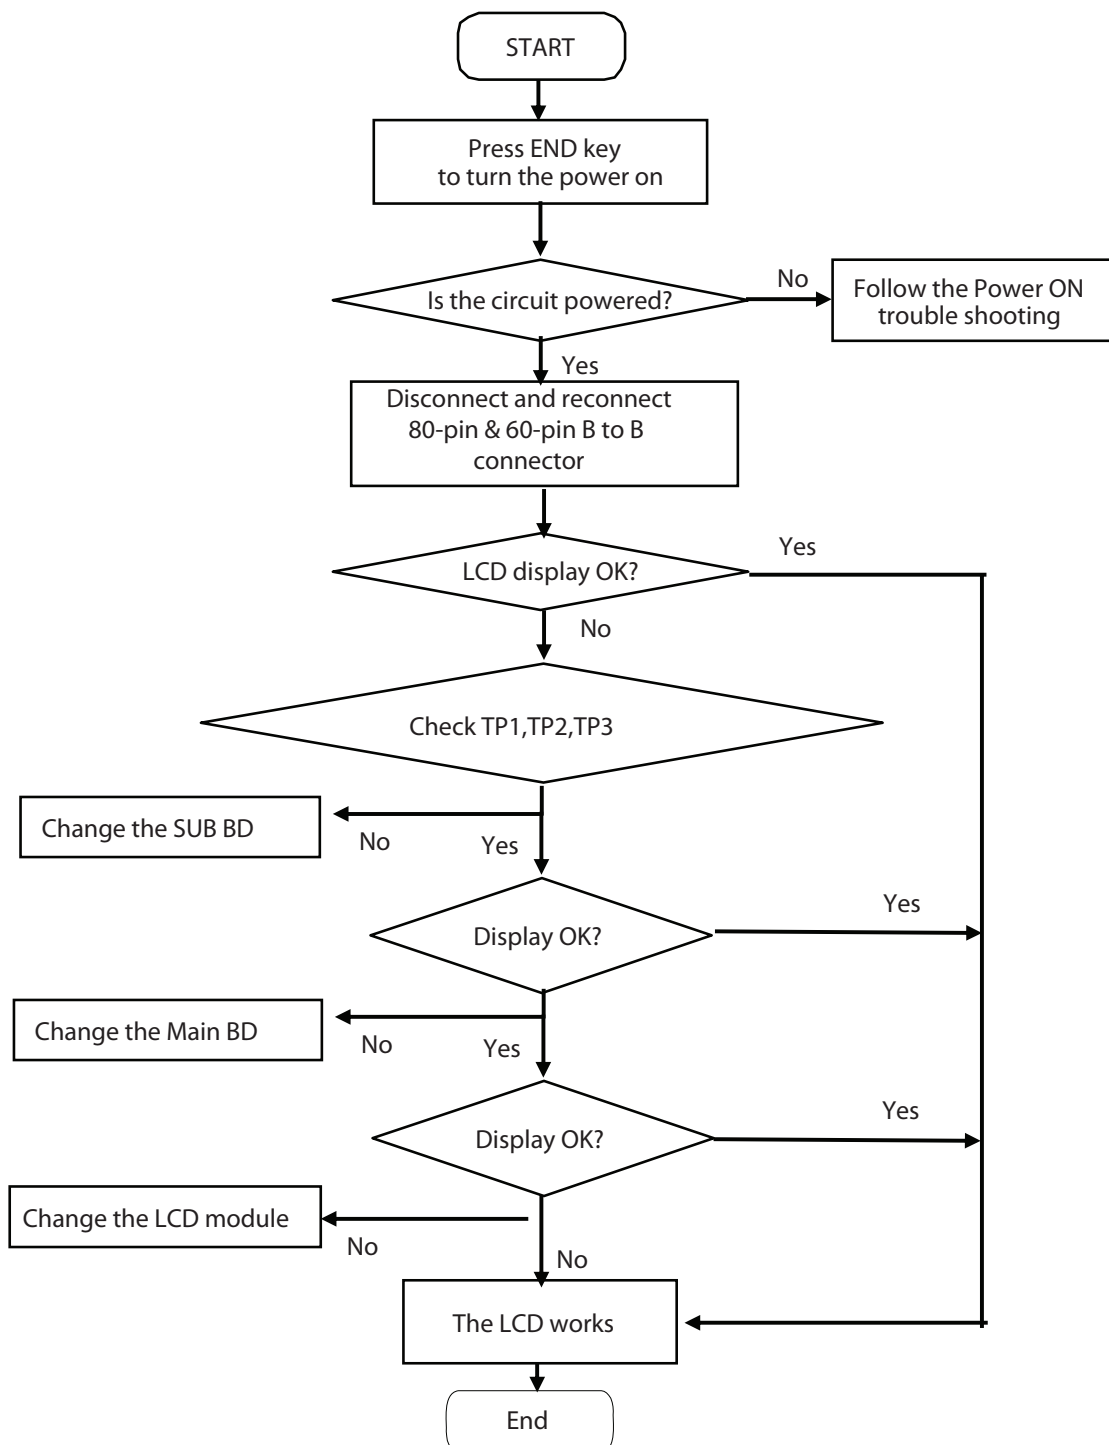 START
Press END key
to turn the power on
Is the circuit powered?
No
Follow the Power ON
trouble shooting
Yes
Disconnect and reconnect
80-pin & 60-pin B to B
connector
LCD display OK?
Yes
No
Check TP1,TP2,TP3
Change the SUB BD
No
Yes
Display OK?
Yes
Change the Main BD
No
Yes
Display OK?
Yes
Change the LCD module
No
No
The LCD works
End